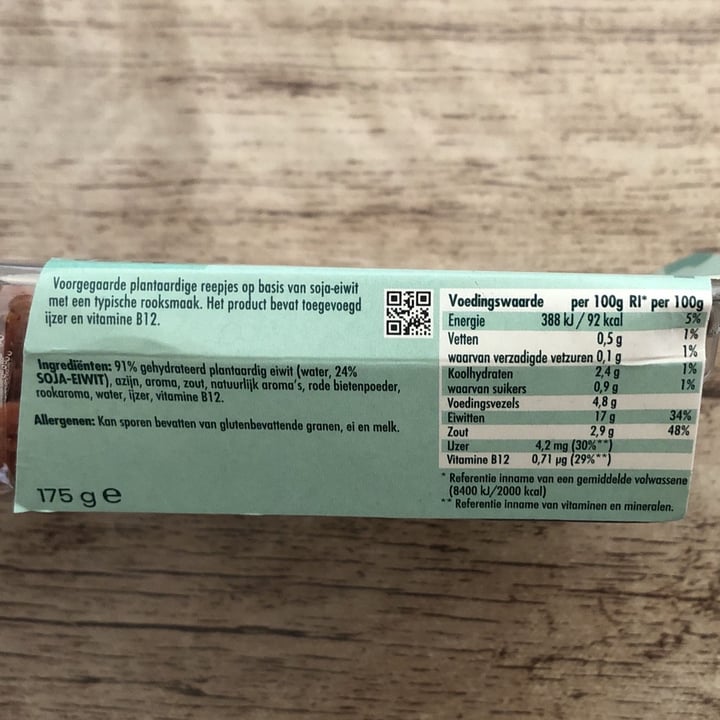 Voorgegaarde plantaardige reepjes op basis van soja-eiwit
met een typische rooksmaak. Het product bevat toegevoegd
ijzer en vitamine B12.
Ingrediënten: 91% gehydrateerd plantaardig eiwit (water, 24%
SOJA-EIWIT), azijn, aroma, zout, natuurlijk aroma's, rode bietenpoeder,
rookaroma, water, ijzer, vitamine B12.
Allergenen: Kan sporen bevatten van glutenbevattende granen, ei en melk.
175 g e
Voedingswaarde per 100g RI* per 100g
Energie 388 kJ / 92 kcal 5%
Vetten 0,5 g 1%
waarvan verzadigde vetzuren 0,1 g 1%
Koolhydraten 2,4 g 1%
waarvan suikers 0,9 g 1%
Voedingsvezels 4,8 g
Eiwitten 17 g 34%
Zout 2,9 g 48%
IJzer 4,2 mg (30%**)
Vitamine B12 0,71 µg (29%**)
* Referentie inname van een gemiddelde volwassene
(8400 kJ/2000 kcal)
** Referentie inname van vitaminen en mineralen.